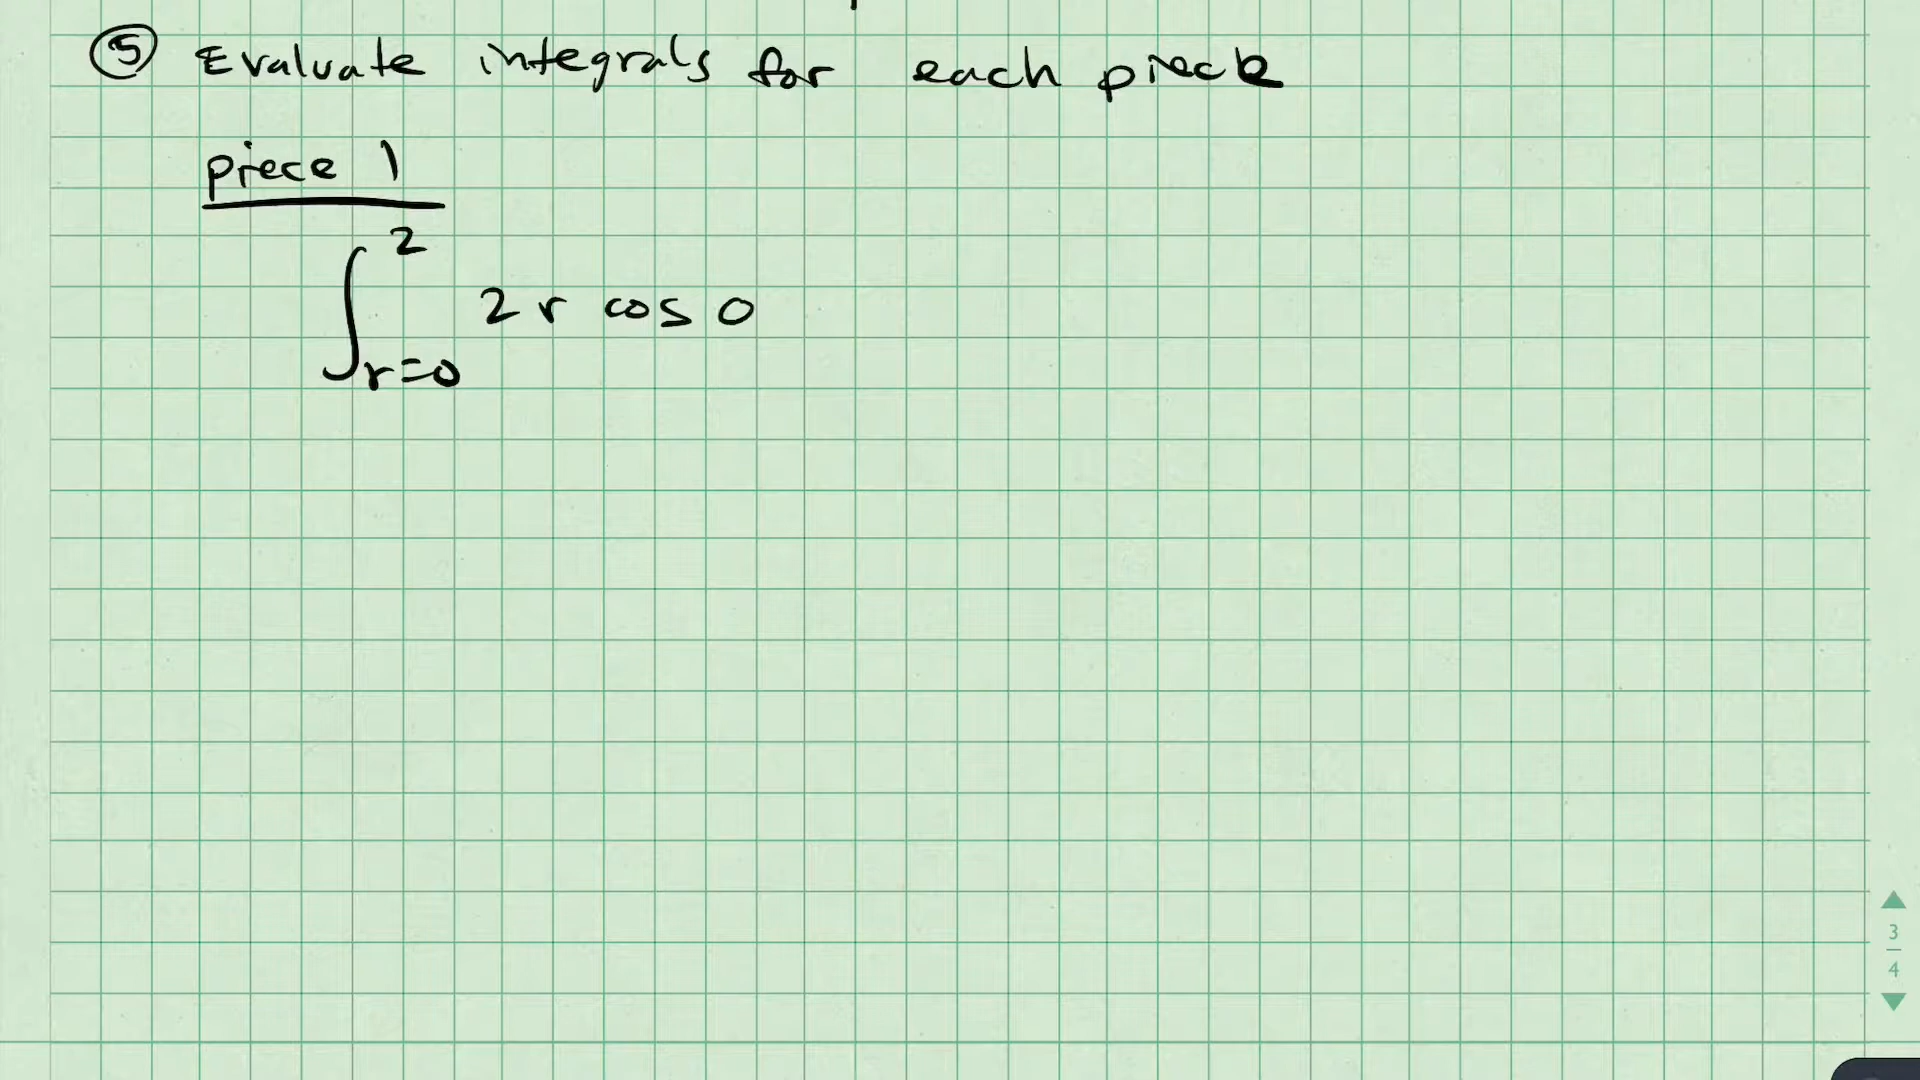 ⑤ Evaluate integrals for each piece
piece 1
∫_{r=0}^{2} 2r cos 0
3
4